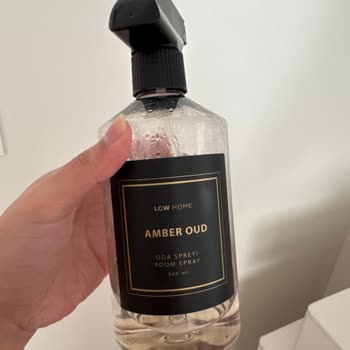 LCW HOME
AMBER OUD
ODA SPREYİ
ROOM SPRAY
500 ml